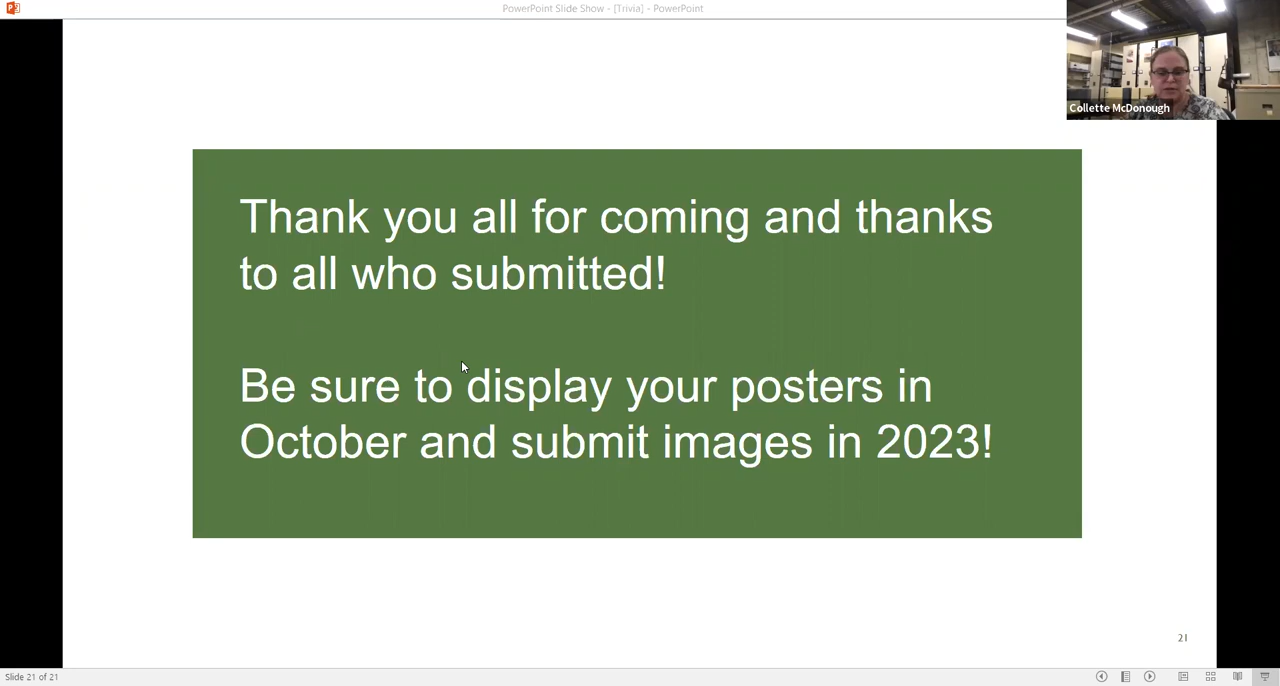 PowerPoint Slide Show - [Trivia] - PowerPoint
Collette McDonough
Thank you all for coming and thanks
to all who submitted!
Be sure to display your posters in
October and submit images in 2023!
21
Slide 21 of 21